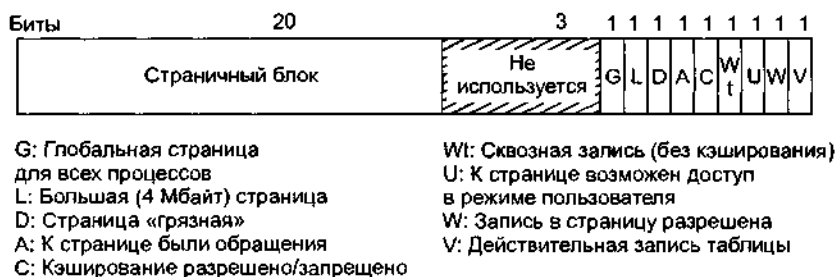 Биты 20 3 1 1 1 1 1 1 1 1 1
Страничный блок
Не
используется
G L D A C Wt U W V
G: Глобальная страница
для всех процессов
L: Большая (4 Мбайт) страница
D: Страница «грязная»
A: К странице были обращения
C: Кэширование разрешено/запрещено
Wt: Сквозная запись (без кэширования)
U: К странице возможен доступ
в режиме пользователя
W: Запись в страницу разрешена
V: Действительная запись таблицы